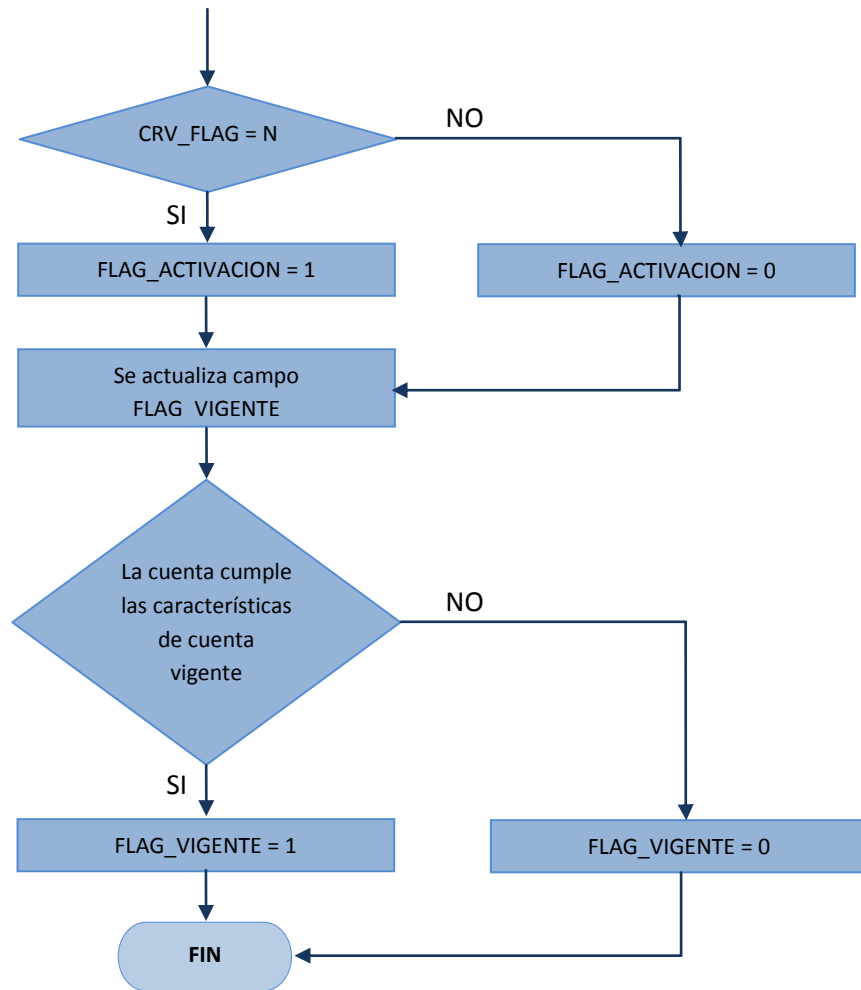 CRV_FLAG = N
NO
SI
FLAG_ACTIVACION = 1
FLAG_ACTIVACION = 0
Se actualiza campo
FLAG VIGENTE
La cuenta cumple
las característícas
de cuenta
vigente
NO
SI
FLAG_VIGENTE = 1
FLAG_VIGENTE = 0
FIN